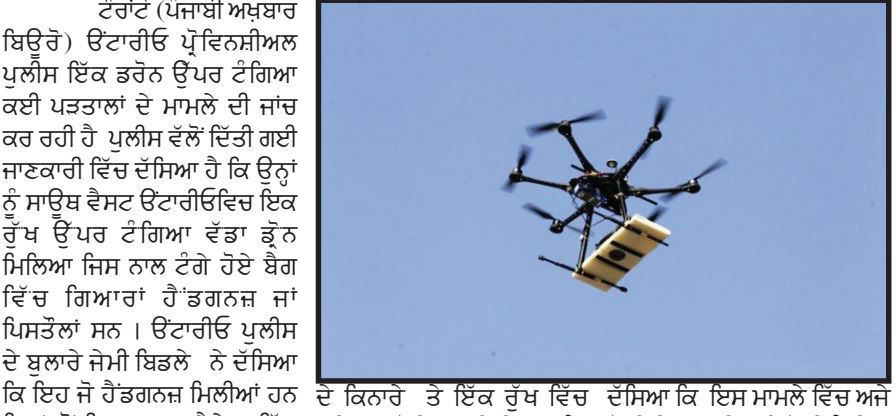 ਟੋਰਾਂਟੋ (ਪੰਜਾਬੀ ਅਖ਼ਬਾਰ
ਬਿਊਰੋ) ਓਂਟਾਰੀਓ ਪ੍ਰੋਵਿਨਸ਼ੀਅਲ
ਪੁਲੀਸ ਇੱਕ ਡਰੋਨ ਉੱਪਰ ਟੰਗਿਆ
ਕਈ ਪੜਤਾਲਾਂ ਦੇ ਮਾਮਲੇ ਦੀ ਜਾਂਚ
ਕਰ ਰਹੀ ਹੈ ਪੁਲੀਸ ਵੱਲੋਂ ਦਿੱਤੀ ਗਈ
ਜਾਣਕਾਰੀ ਵਿੱਚ ਦੱਸਿਆ ਹੈ ਕਿ ਉਨ੍ਹਾਂ
ਨੂੰ ਸਾਊਥ ਵੈਸਟ ਓਂਟਾਰੀਓਵਿਚ ਇਕ
ਰੁੱਖ ਉੱਪਰ ਟੰਗਿਆ ਵੱਡਾ ਡ੍ਰੋਨ
ਮਿਲਿਆ ਜਿਸ ਨਾਲ ਟੰਗੇ ਹੋਏ ਬੈਗ
ਵਿੱਚ ਗਿਆਰਾਂ ਹੈਂਡਗਨਜ਼ ਜਾਂ
ਪਿਸਤੌਲਾਂ ਸਨ । ਓਂਟਾਰੀਓ ਪੁਲੀਸ
ਦੇ ਬੁਲਾਰੇ ਜੇਮੀ ਬਿਡਲੇ ਨੇ ਦੱਸਿਆ
ਕਿ ਇਹ ਜੋ ਹੈਂਡਗਨਜ਼ ਮਿਲੀਆਂ ਹਨ
ਦੇ ਕਿਨਾਰੇ ਤੇ ਇੱਕ ਰੁੱਖ ਵਿੱਚ
ਦੱਸਿਆ ਕਿ ਇਸ ਮਾਮਲੇ ਵਿੱਚ ਅਜੇ